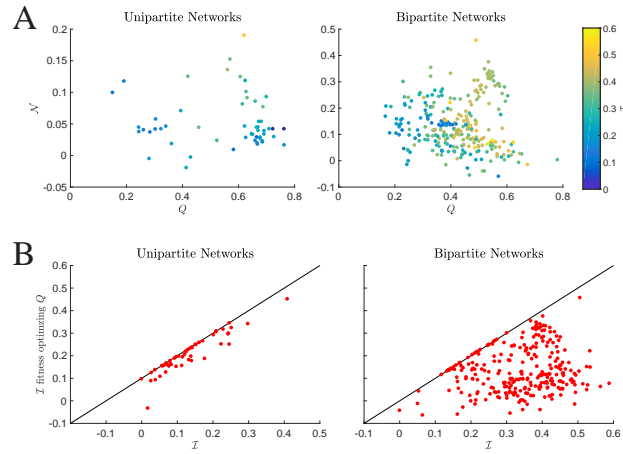 A
Unipartite Networks
Bipartite Networks
0.2
0.15
0.1
0.05
0
-0.05
𝒩
0 0.2 0.4 0.6 0.8
Q
0.5
0.4
0.3
0.2
0.1
0
-0.1
0 0.2 0.4 0.6 0.8
Q
0.6
0.5
0.4
0.3
0.2
0.1
0
B
Unipartite Networks
Bipartite Networks
ℐ fitness optimizing Q
0.6
0.5
0.4
0.3
0.2
0.1
0
-0.1
-0.1 0 0.1 0.2 0.3 0.4 0.5
ℐ
-0.1 0 0.1 0.2 0.3 0.4 0.5 0.6
ℐ